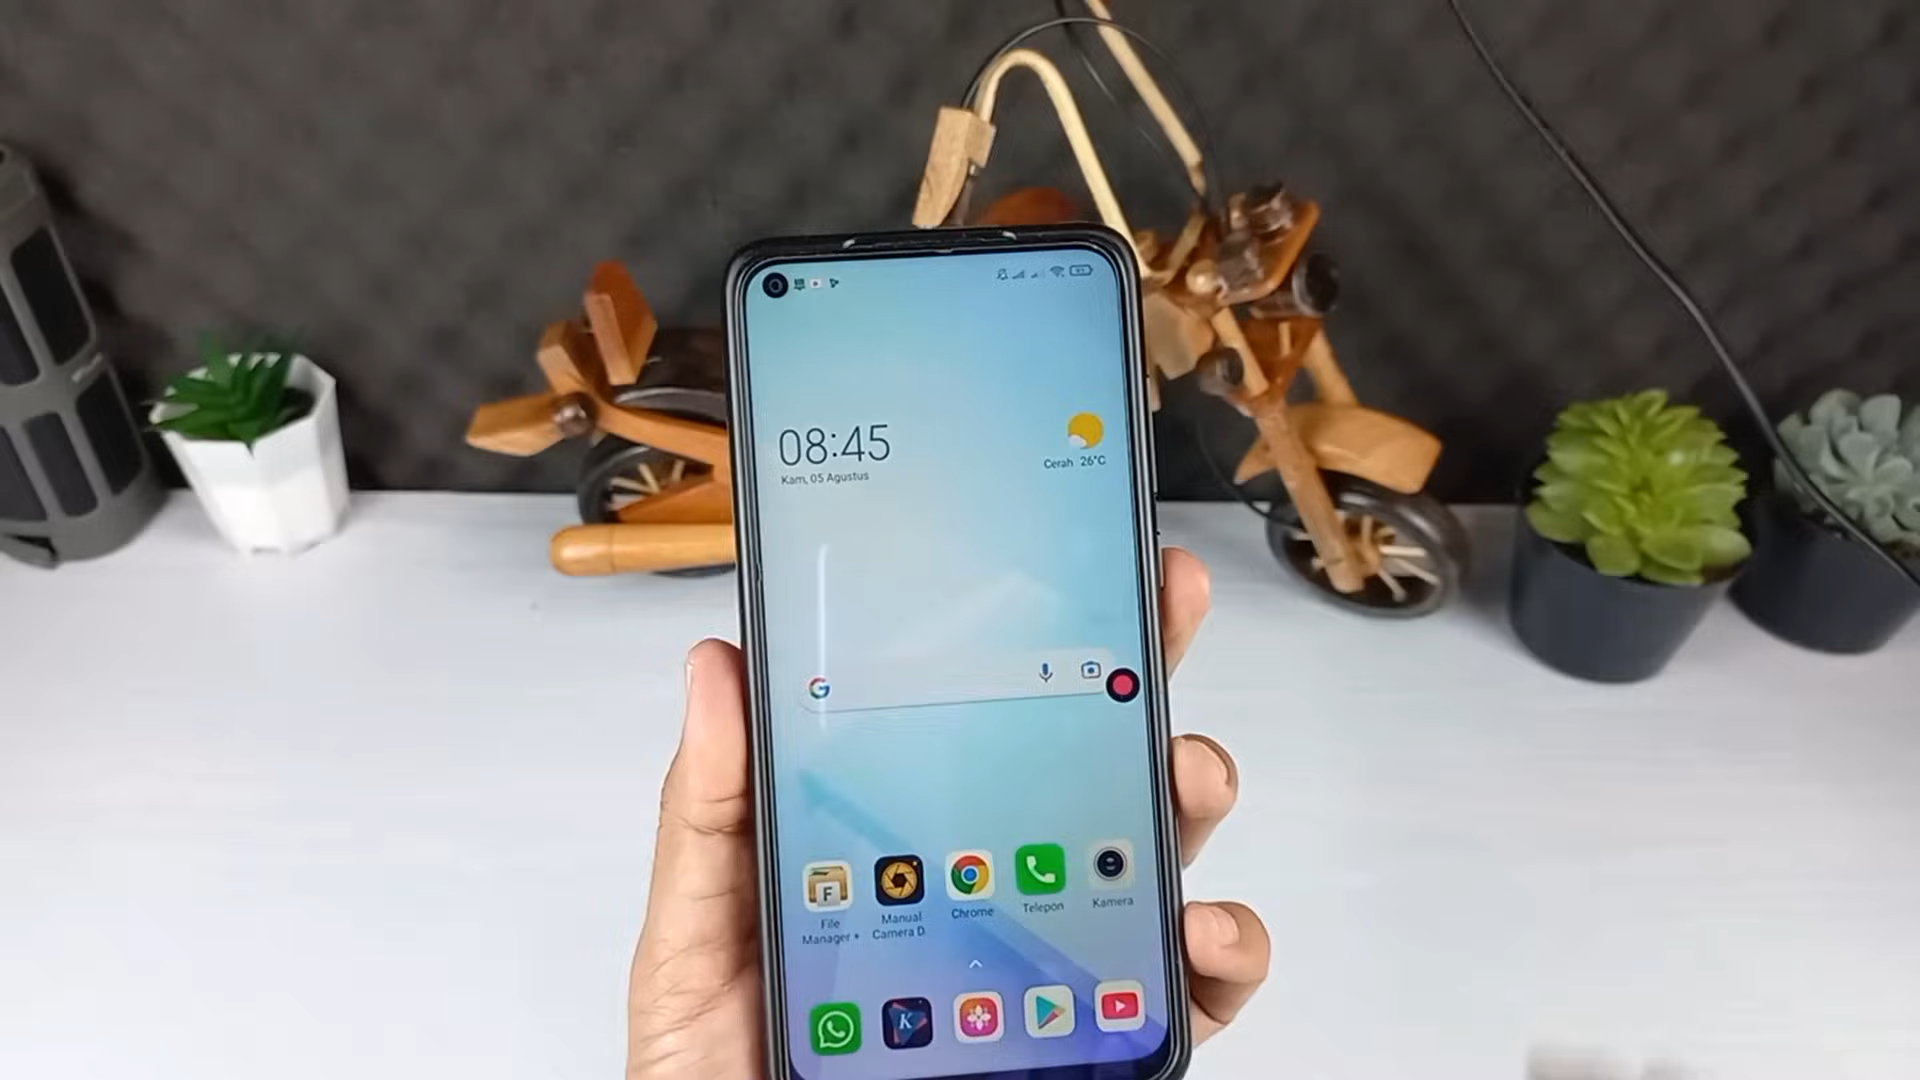 08:45
Kam, 05 Agustus
Cerah 26°C
File
Manager +
Manual
Camera D
Chrome
Telepon
Kamera